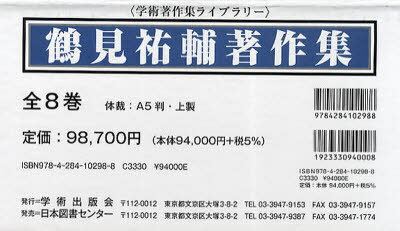 〈学術著作集ライブラリー〉
鶴見祐輔著作集
全8巻 体裁：A5判・上製
定価：98,700円（本体94,000円+税5%）
ISBN978-4-284-10298-8 C3330 ¥94000E
9784284102988
1923330940008
ISBN978-4-284-10298-8
C3330 ¥94000E
定価：本体 94,000円+税5%
発行＝学術出版会 〒112-0012 東京都文京区大塚3-8-2 TEL 03-3947-9153 FAX 03-3947-9157
発売＝日本図書センター 〒112-0012 東京都文京区大塚3-8-2 TEL 03-3947-9387 FAX 03-3947-1774